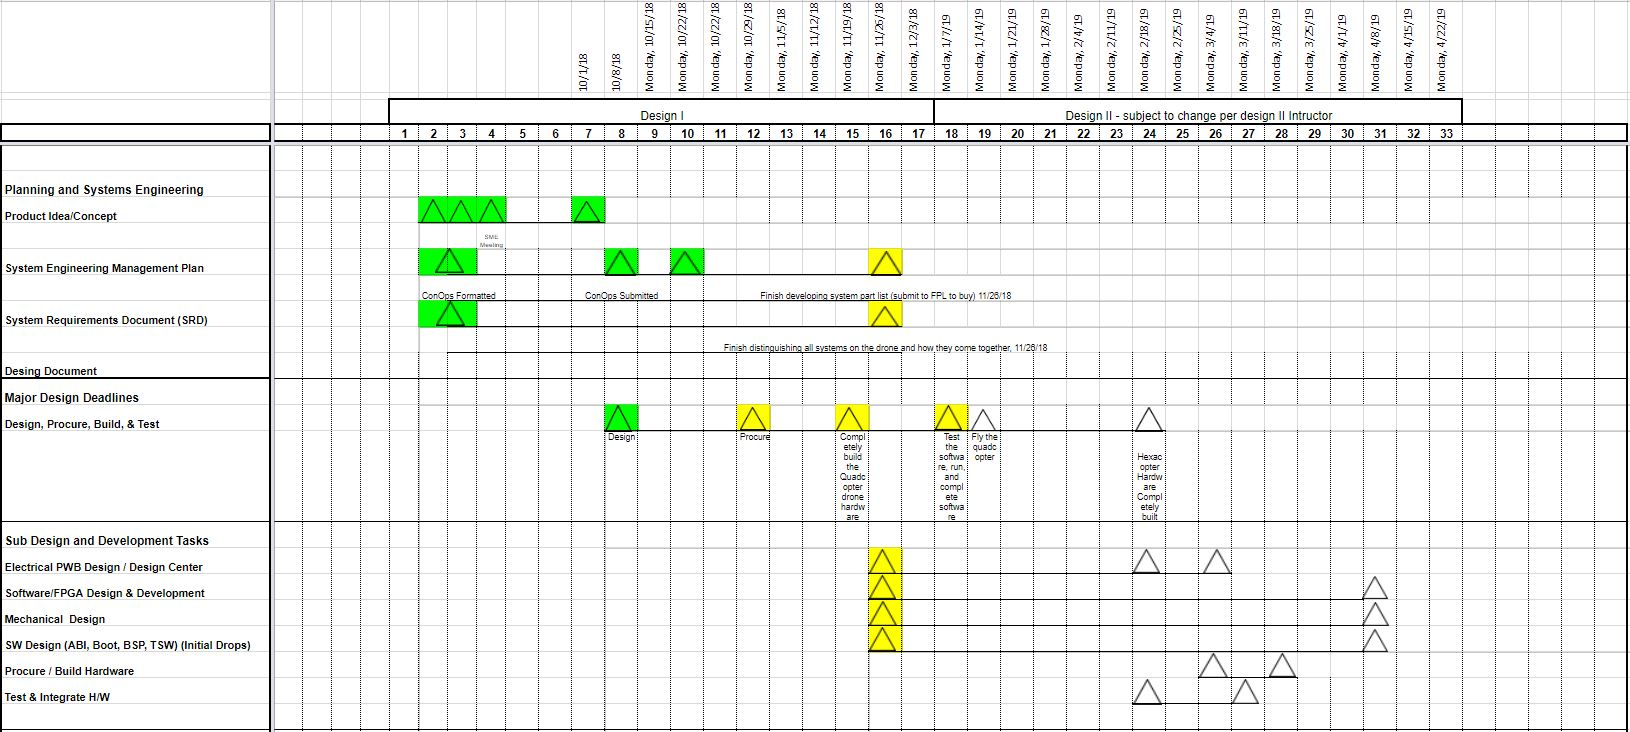 10/1/18
10/8/18
Monday, 10/15/18
Monday, 10/22/18
Monday, 10/22/18
Monday, 10/29/18
Monday, 11/5/18
Monday, 11/12/18
Monday, 11/19/18
Monday, 11/26/18
Monday, 12/3/18
Monday, 1/7/19
Monday, 1/14/19
Monday, 1/21/19
Monday, 1/28/19
Monday, 2/4/19
Monday, 2/11/19
Monday, 2/18/19
Monday, 2/25/19
Monday, 3/4/19
Monday, 3/11/19
Monday, 3/18/19
Monday, 3/25/19
Monday, 4/1/19
Monday, 4/8/19
Monday, 4/15/19
Monday, 4/22/19
Design I
Design II - subject to change per design II Intructor
1 2 3 4 5 6 7 8 9 10 11 12 13 14 15 16 17 18 19 20 21 22 23 24 25 26 27 28 29 30 31 32 33
Planning and Systems Engineering
Product Idea/Concept
SME
Meeting
System Engineering Management Plan
ConOps Formatted
ConOps Submitted
Finish developing system part list (submit to FPL to buy) 11/26/18
System Requirements Document (SRD)
Finish distinguishing all systems on the drone and how they come together, 11/26/18
Desing Document
Major Design Deadlines
Design, Procure, Build, & Test
Design
Procure
Compl
etely
build
the
Quadc
opter
drone
hardw
are
Test
the
softwa
re, run,
and
compl
ete
softwa
re
Fly the
quadc
opter
Hexac
opter
Hardw
are
Compl
etely
built
Sub Design and Development Tasks
Electrical PWB Design / Design Center
Software/FPGA Design & Development
Mechanical Design
SW Design (ABI, Boot, BSP, TSW) (Initial Drops)
Procure / Build Hardware
Test & Integrate H/W